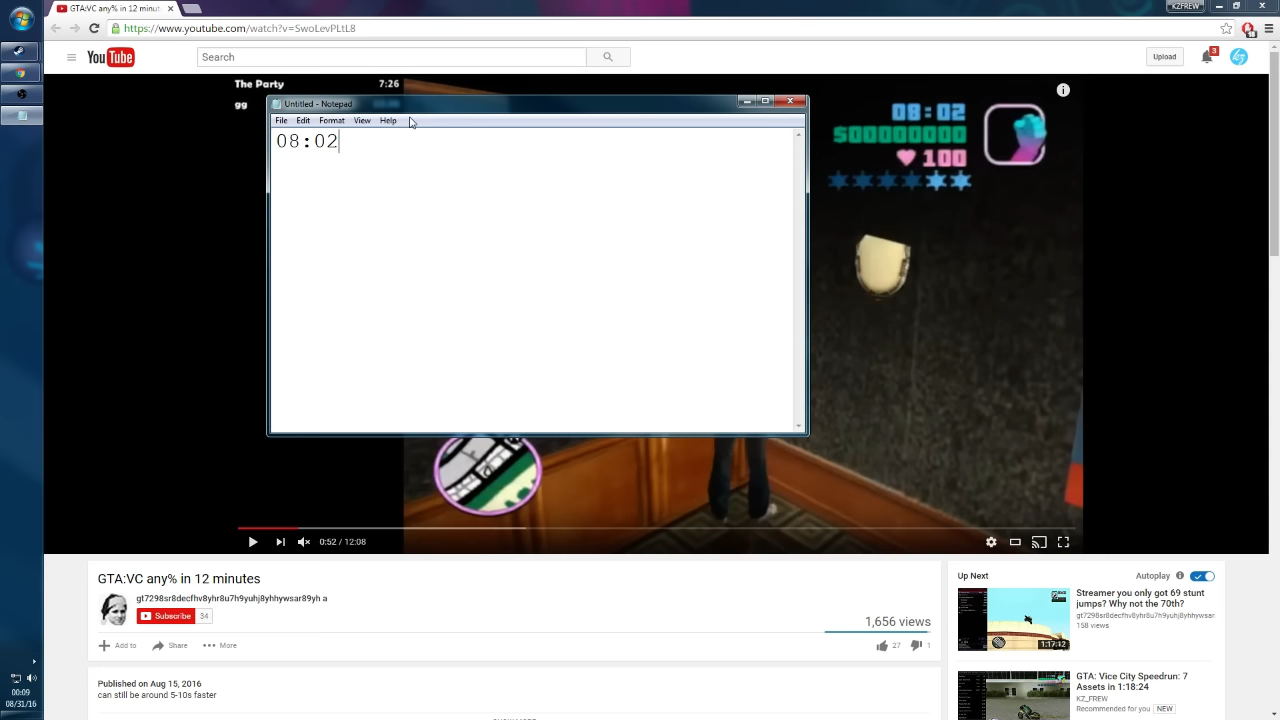 GTA:VC any% in 12 minut
KZFREW
https://www.youtube.com/watch?v=SwoLevPLtL8
YouTube
Search
Upload
3
The Party 7:26
gg
Untitled - Notepad
File Edit Format View Help
08:02
08:02
$00000000
100
0:52 / 12:08
GTA:VC any% in 12 minutes
gt7298sr8decfhv8yhr8u7h9yuhj8yhhywsar89yh a
Subscribe 34
1,656 views
Add to Share More
27 1
Published on Aug 15, 2016
can still be around 5-10s faster
Up Next
Autoplay
Streamer you only got 69 stunt
jumps? Why not the 70th?
gt7298sr8decfhv8yhr8u7h9yuhj8yhhywsar
158 views
1:17:12
GTA: Vice City Speedrun: 7
Assets in 1:18:24
KZ_FREW
Recommended for you NEW
00:09
08/31/16